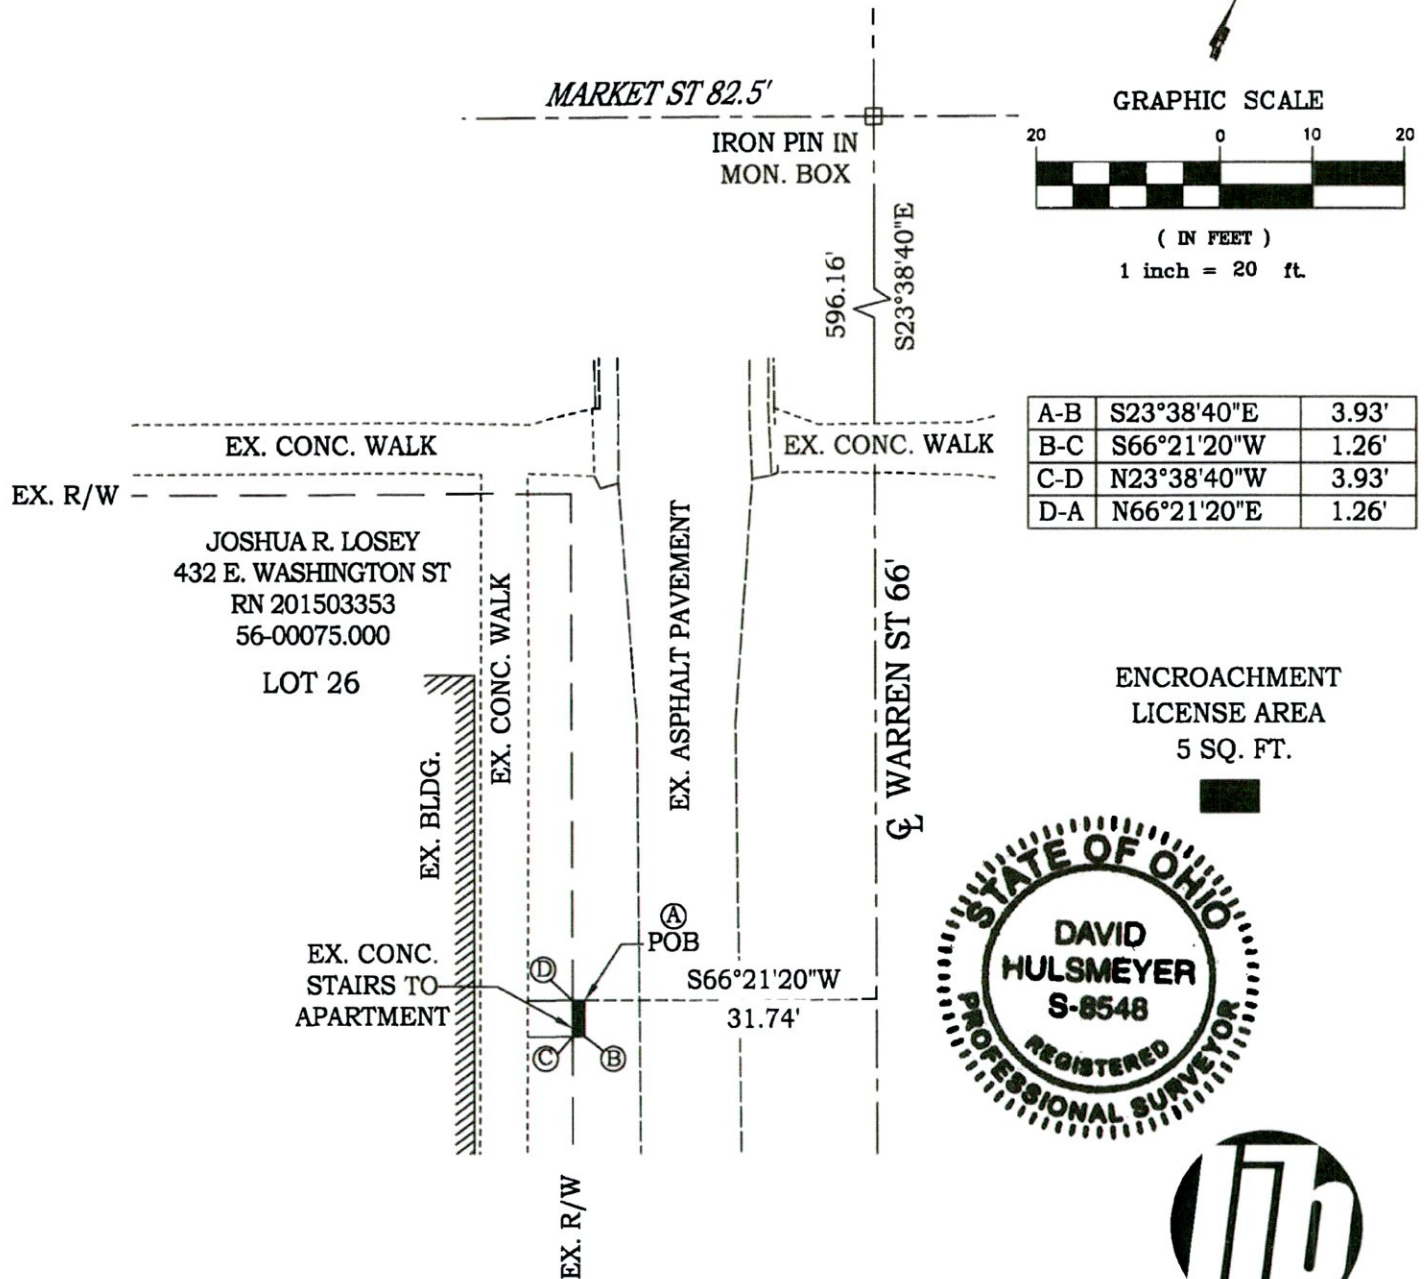 MARKET ST 82.5'
IRON PIN IN
MON. BOX
596.16'
S23°38'40"E
GRAPHIC SCALE
20 0 10 20
( IN FEET )
1 inch = 20 ft.
A-B S23°38'40"E 3.93'
B-C S66°21'20"W 1.26'
C-D N23°38'40"W 3.93'
D-A N66°21'20"E 1.26'
EX. CONC. WALK
EX. CONC. WALK
EX. R/W
JOSHUA R. LOSEY
432 E. WASHINGTON ST
RN 201503353
56-00075.000
LOT 26
EX. CONC. WALK
EX. ASPHALT PAVEMENT
EX. BLDG.
℄ WARREN ST 66'
ENCROACHMENT
LICENSE AREA
5 SQ. FT.
A
POB
D
EX. CONC.
STAIRS TO
APARTMENT
S66°21'20"W
31.74'
C
B
EX. R/W
STATE OF OHIO
DAVID
HULSMEYER
S-8548
REGISTERED
PROFESSIONAL SURVEYOR